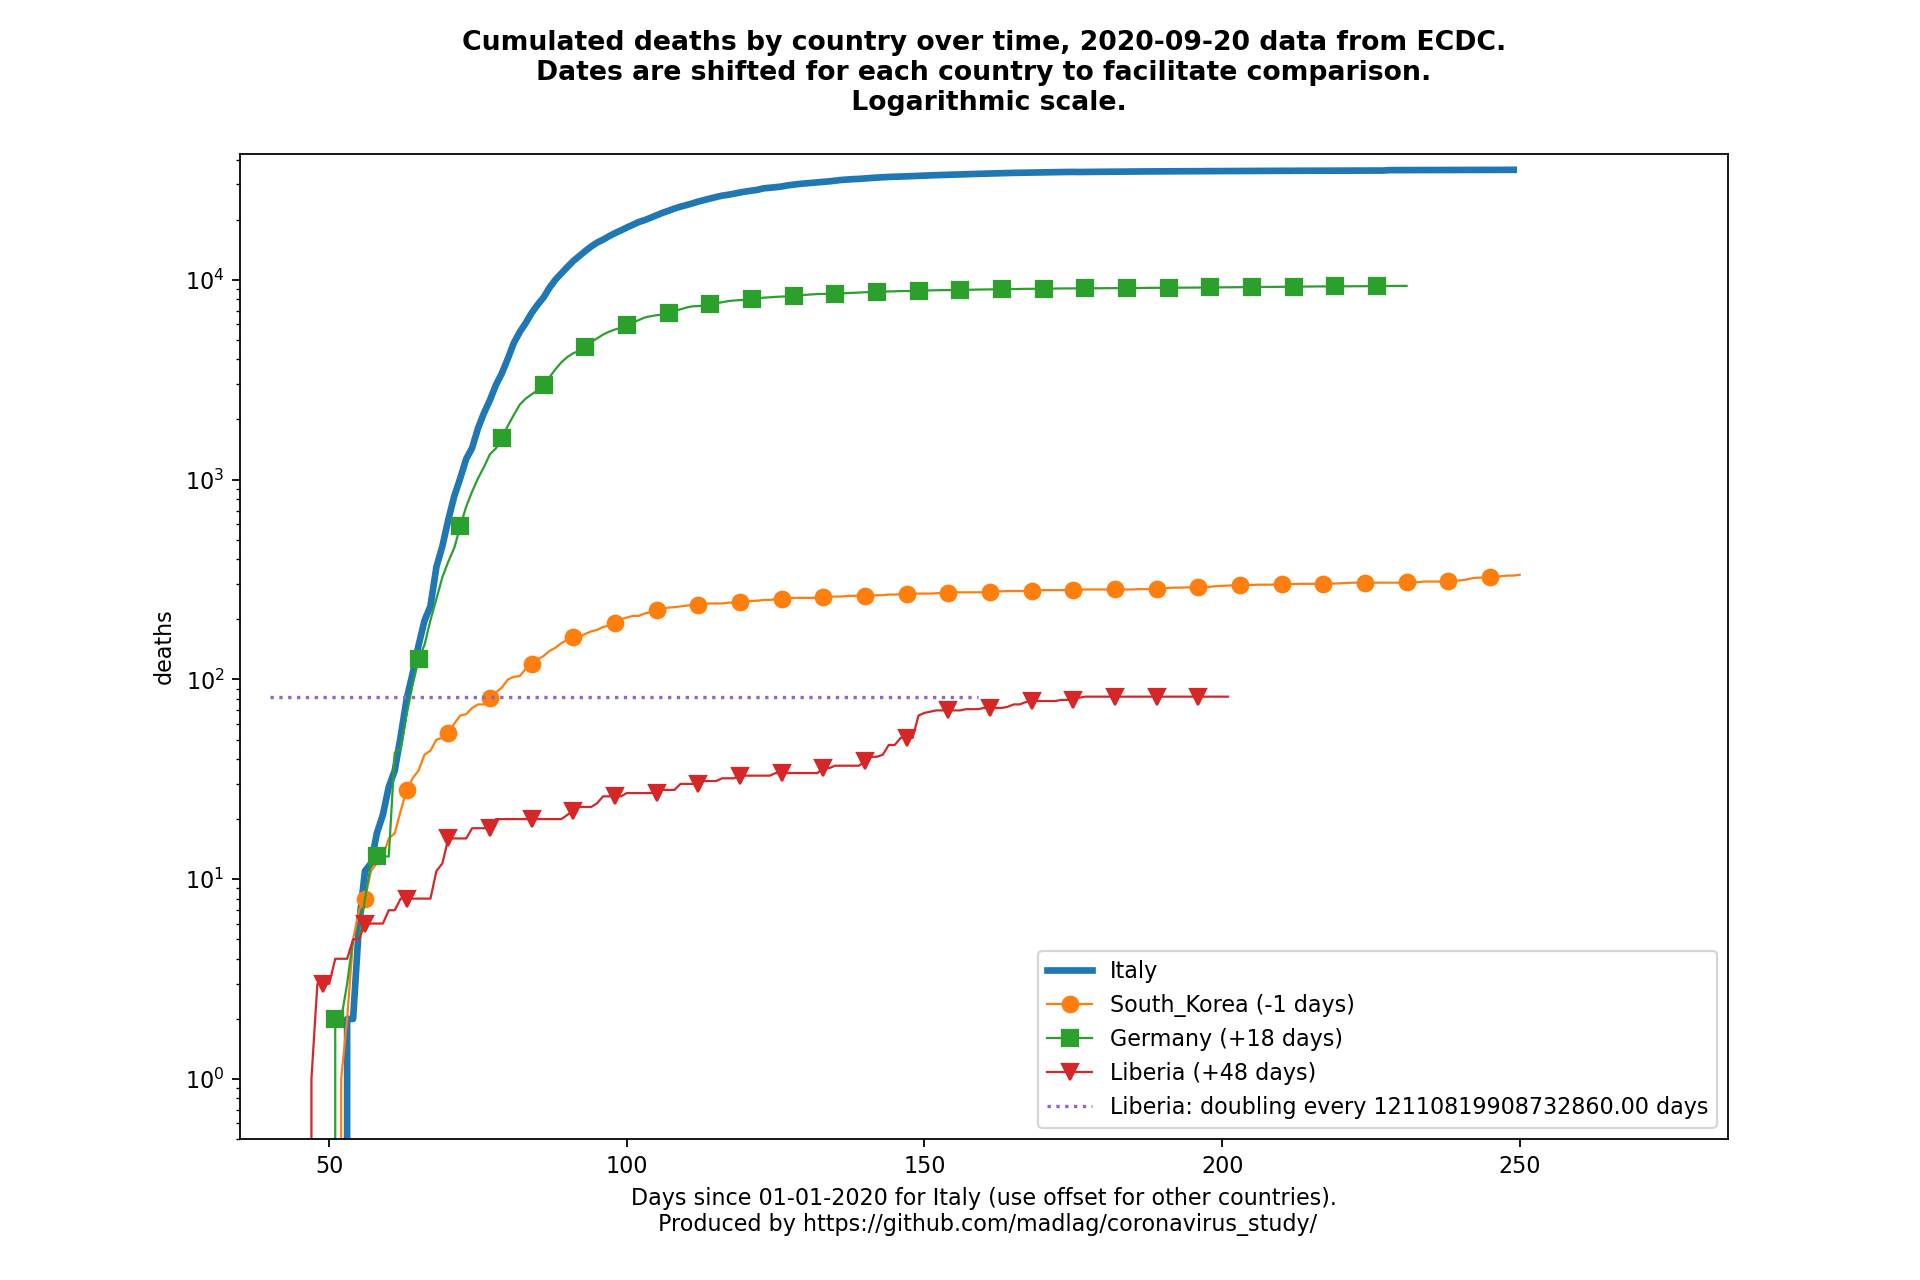 Cumulated deaths by country over time, 2020-09-20 data from ECDC.
Dates are shifted for each country to facilitate comparison.
Logarithmic scale.
10^4
10^3
10^2
10^1
10^0
deaths
Italy
South_Korea (-1 days)
Germany (+18 days)
Liberia (+48 days)
Liberia: doubling every 12110819908732860.00 days
50 100 150 200 250
Days since 01-01-2020 for Italy (use offset for other countries).
Produced by https://github.com/madlag/coronavirus_study/